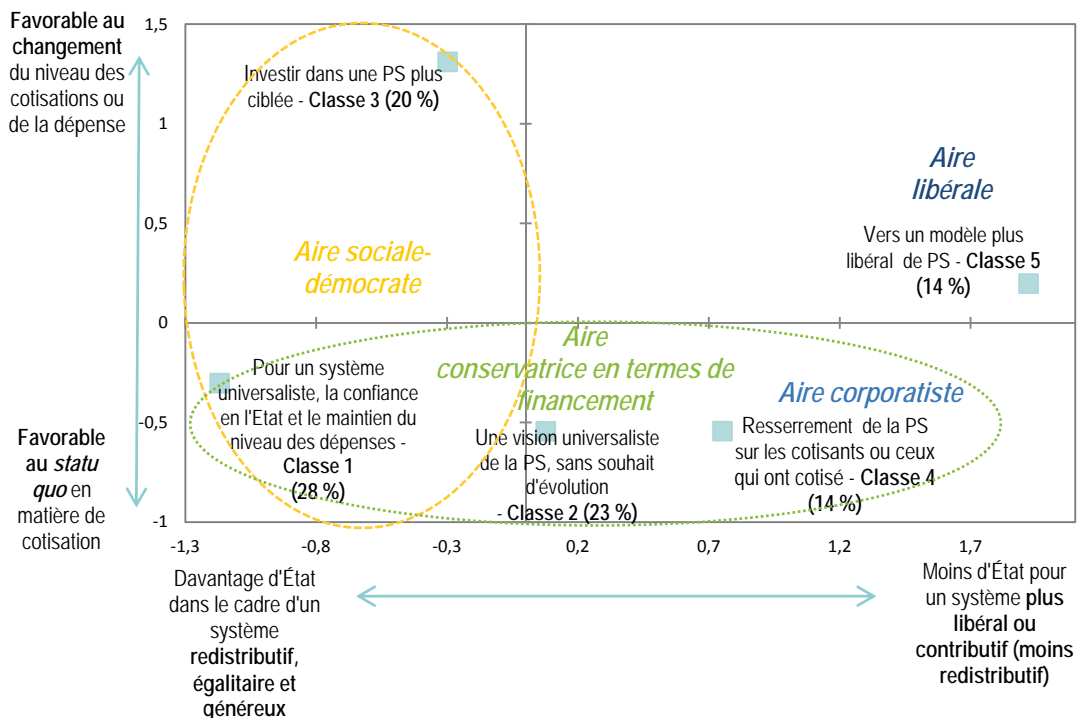 Favorable au
changement
du niveau des
cotisations ou
de la dépense
Favorable
au statu
quo en
matière de
cotisation
1,5
1
0,5
0
-0,5
-1
Investir dans une PS plus
ciblée - Classe 3 (20 %)
Aire
libérale
Vers un modèle plus
libéral de PS - Classe 5
(14 %)
Aire sociale-
démocrate
Aire
conservatrice en termes de
financement
Aire corporatiste
Pour un système
universaliste, la confiance
en l'Etat et le maintien du
niveau des dépenses -
Classe 1
(28 %)
Une vision universaliste
de la PS, sans souhait
d'évolution
- Classe 2 (23 %)
Resserrement de la PS
sur les cotisants ou ceux
qui ont cotisé - Classe 4
(14 %)
-1,3
-0,8
-0,3
0,2
0,7
1,2
1,7
Davantage d'État
dans le cadre d'un
système
redistributif,
égalitaire et
généreux
Moins d'État pour
un système plus
libéral ou
contributif (moins
redistributif)